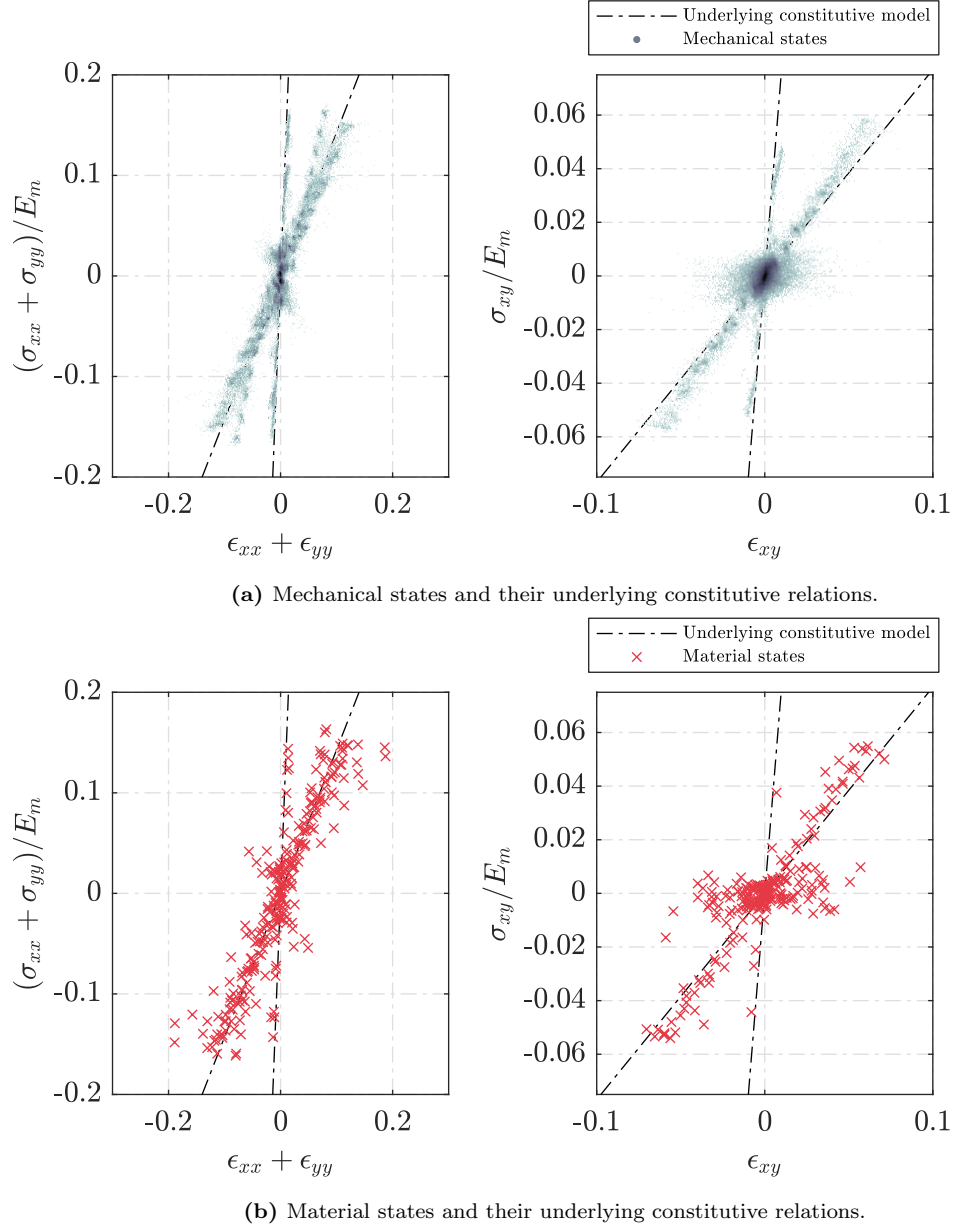 Underlying constitutive model
Mechanical states
0.2
0.1
0
-0.1
-0.2
(σxx + σyy)/Em
-0.2 0 0.2
ϵxx + ϵyy
0.06
0.04
0.02
0
-0.02
-0.04
-0.06
σxy/Em
-0.1 0 0.1
ϵxy
(a) Mechanical states and their underlying constitutive relations.
Underlying constitutive model
Material states
0.2
0.1
0
-0.1
-0.2
(σxx + σyy)/Em
-0.2 0 0.2
ϵxx + ϵyy
0.06
0.04
0.02
0
-0.02
-0.04
-0.06
σxy/Em
-0.1 0 0.1
ϵxy
(b) Material states and their underlying constitutive relations.